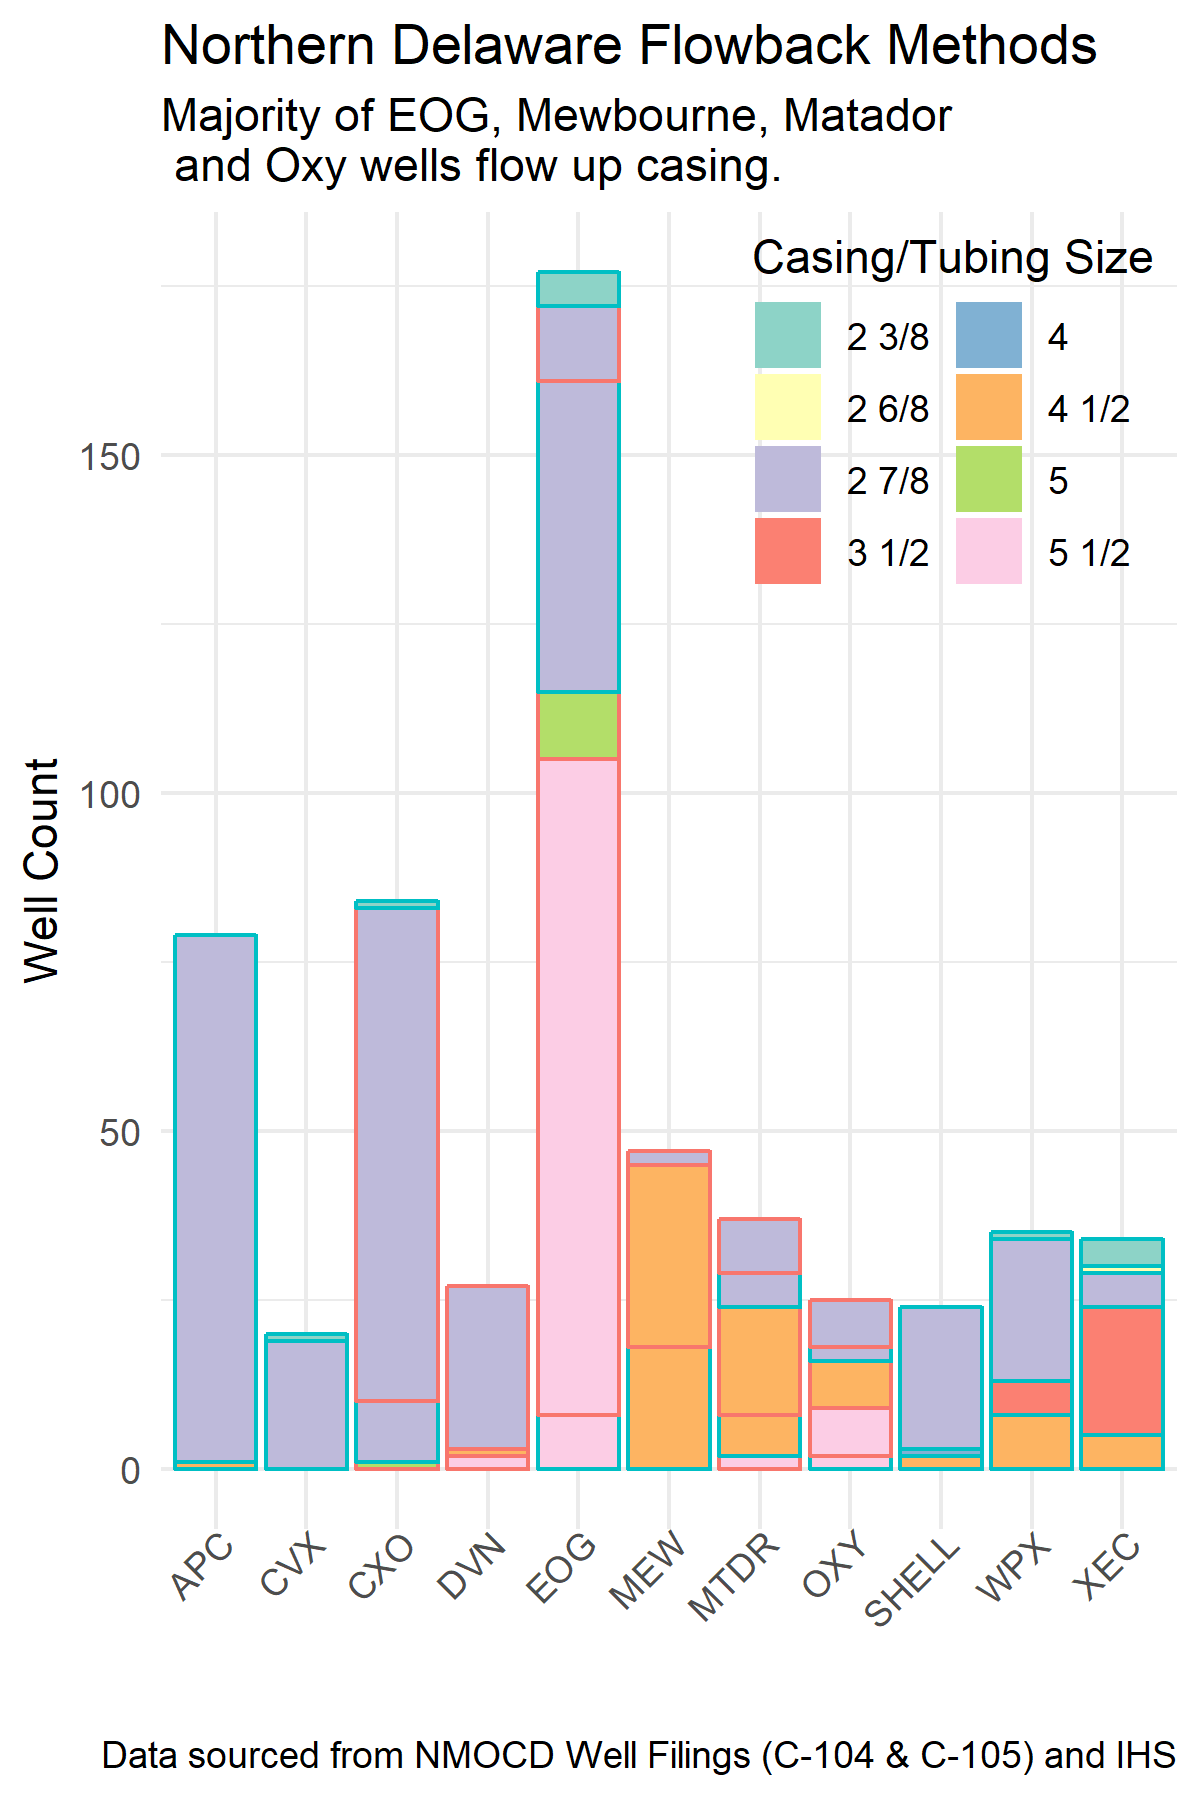 Northern Delaware Flowback Methods
Majority of EOG, Mewbourne, Matador
and Oxy wells flow up casing.
Casing/Tubing Size
2 3/8
4
2 6/8
4 1/2
2 7/8
5
3 1/2
5 1/2
Well Count
150
100
50
0
APC
CVX
CXO
DVN
EOG
MEW
MTDR
OXY
SHELL
WPX
XEC
Data sourced from NMOCD Well Filings (C-104 & C-105) and IHS